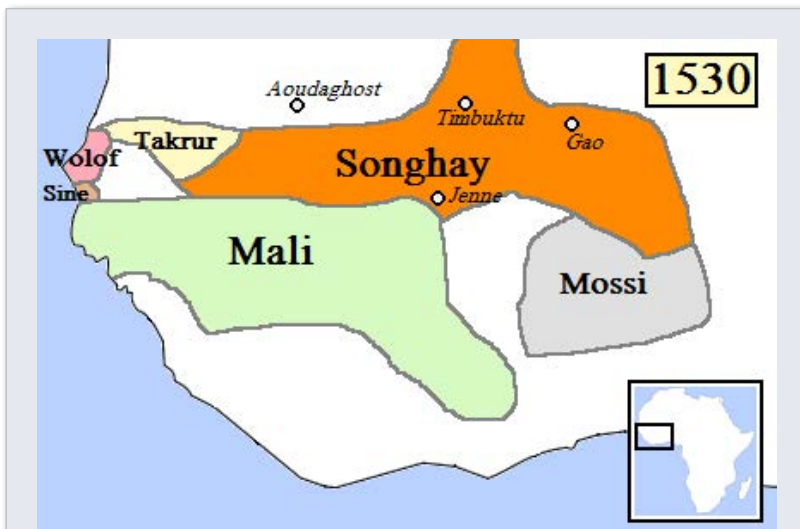 1530
Aoudaghost
Timbuktu
Gao
Takrur
Wolof
Songhay
Sine
Jenne
Mali
Mossi